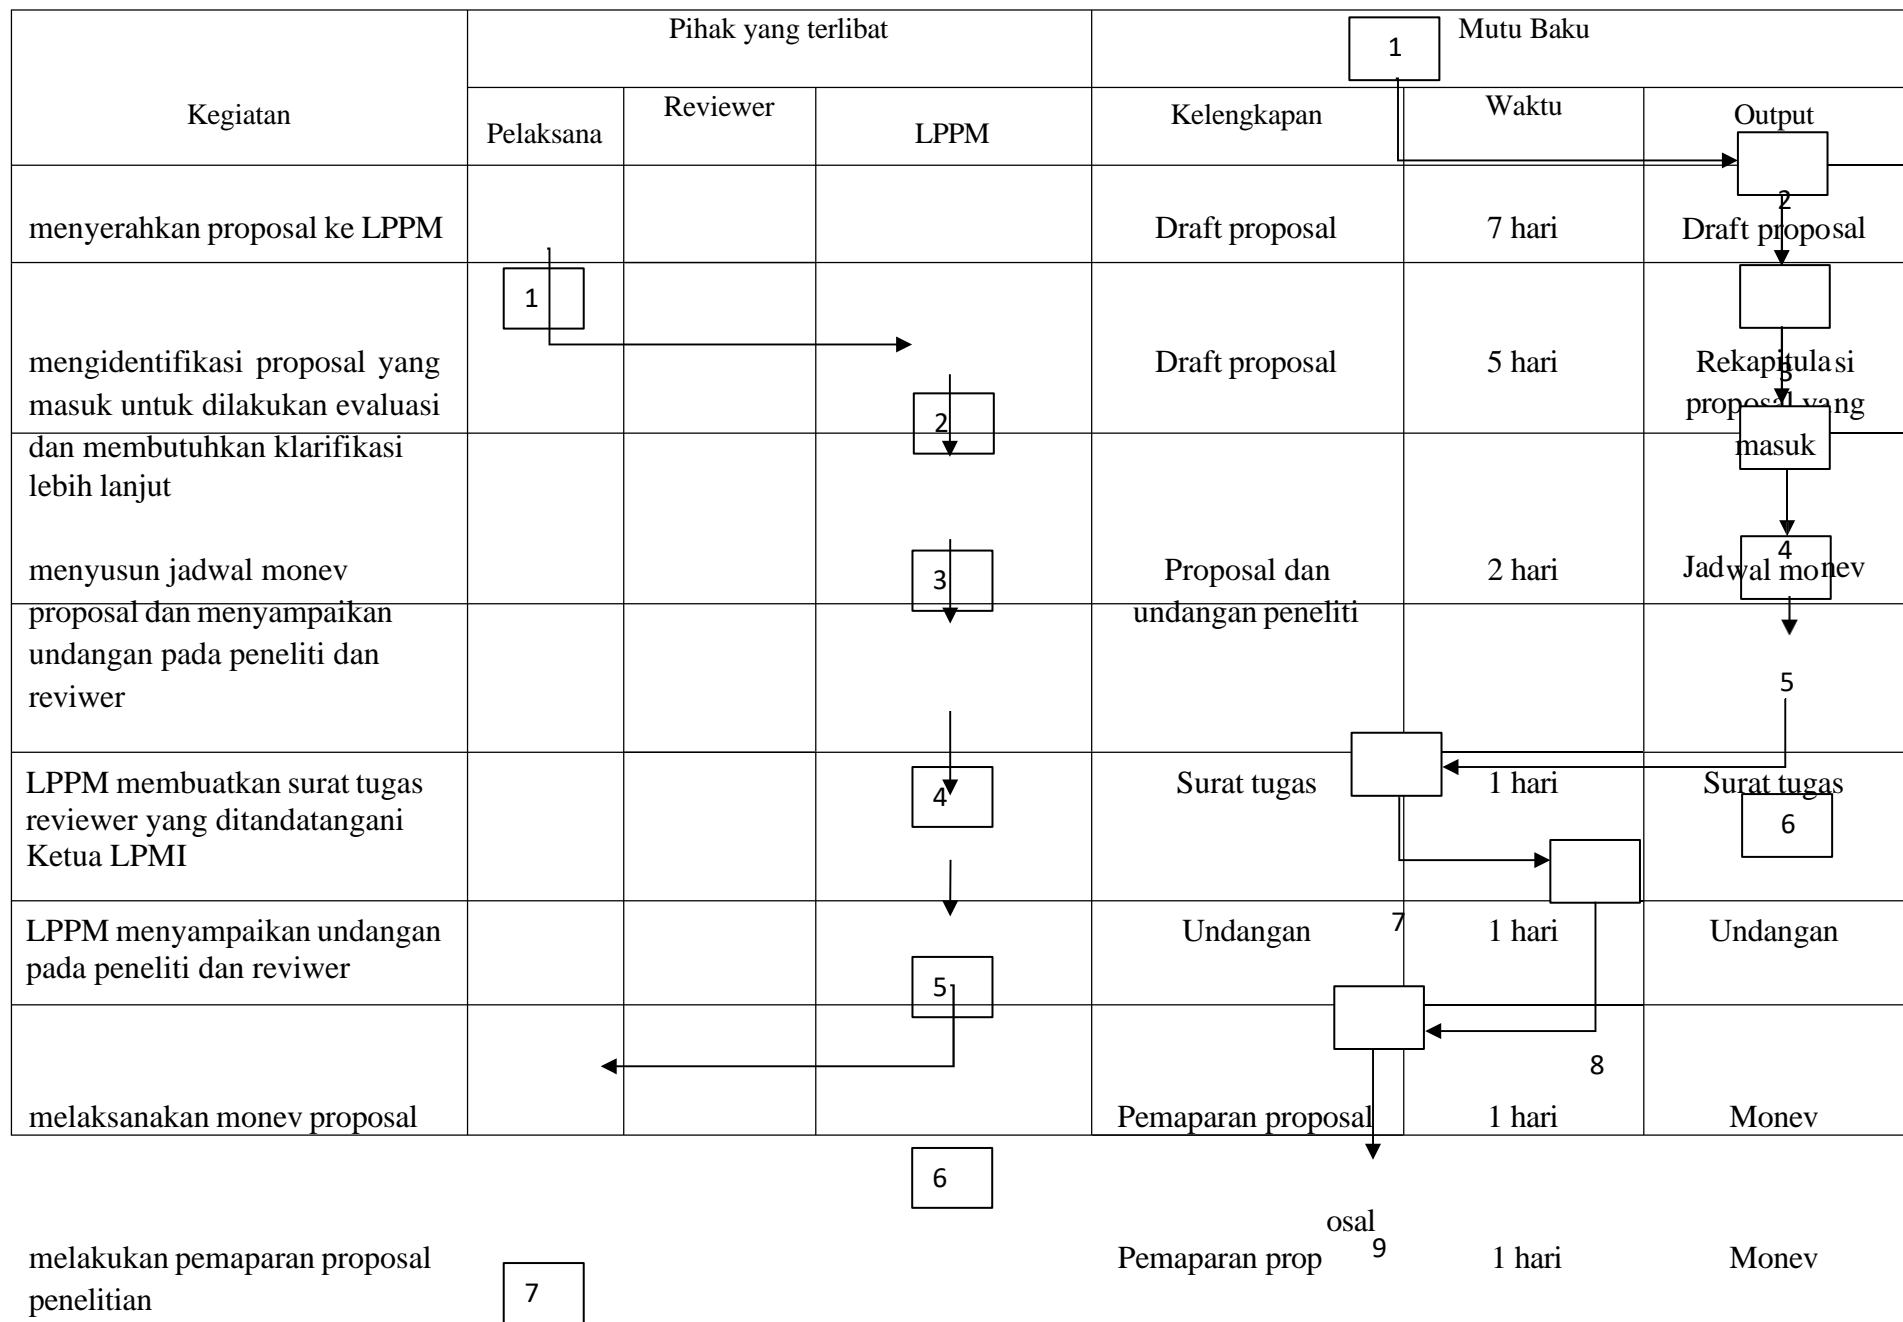 Pihak yang terlibat
Mutu Baku
1
Kegiatan
Pelaksana
Reviewer
LPPM
Kelengkapan
Waktu
Output
2
menyerahkan proposal ke LPPM
Draft proposal
7 hari
Draft proposal
1
mengidentifikasi proposal yang
masuk untuk dilakukan evaluasi
dan membutuhkan klarifikasi
lebih lanjut
2
Draft proposal
5 hari
Rekapitulasi
proposal yang
masuk
3
menyusun jadwal monev
proposal dan menyampaikan
undangan pada peneliti dan
reviwer
3
Proposal dan
undangan peneliti
2 hari
Jadwal monev
4
5
LPPM membuatkan surat tugas
reviewer yang ditandatangani
Ketua LPMI
4
Surat tugas
1 hari
Surat tugas
6
LPPM menyampaikan undangan
pada peneliti dan reviwer
5
Undangan
7
1 hari
Undangan
8
melaksanakan monev proposal
Pemaparan proposal
1 hari
Monev
6
melakukan pemaparan proposal
penelitian
7
osal
Pemaparan prop
9
1 hari
Monev